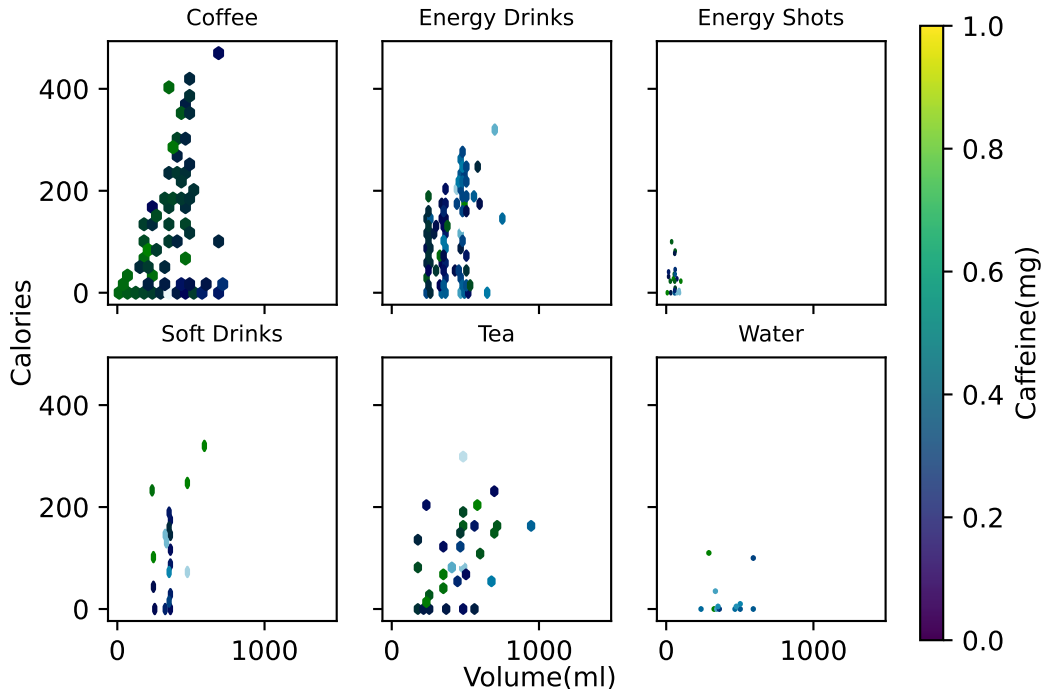 Coffee Energy Drinks Energy Shots
400
200
0
Soft Drinks Tea Water
400
200
0
0 1000 0 1000 0 1000
Calories
Volume(ml)
1.0
0.8
0.6
0.4
0.2
0.0
Caffeine(mg)